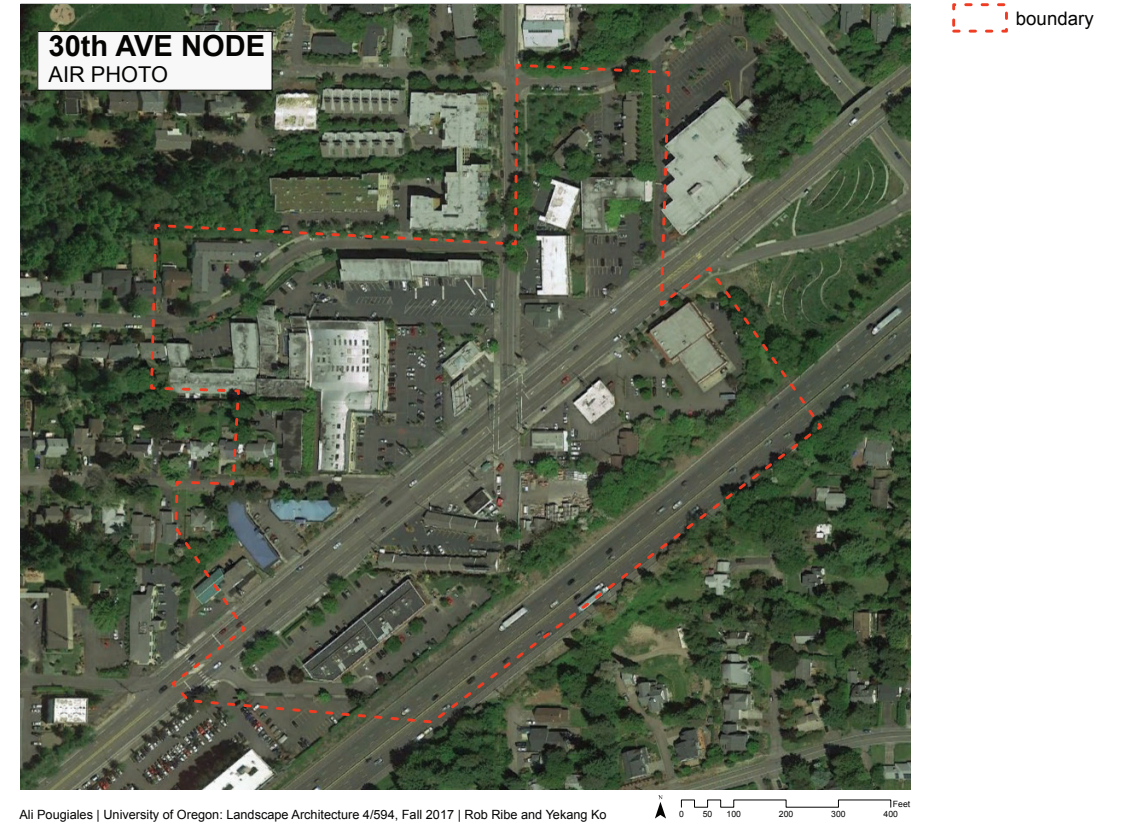 30th AVE NODE
AIR PHOTO
boundary
Ali Pougiales | University of Oregon: Landscape Architecture 4/594, Fall 2017 | Rob Ribe and Yekang Ko
N
Feet
0 50 100 200 300 400